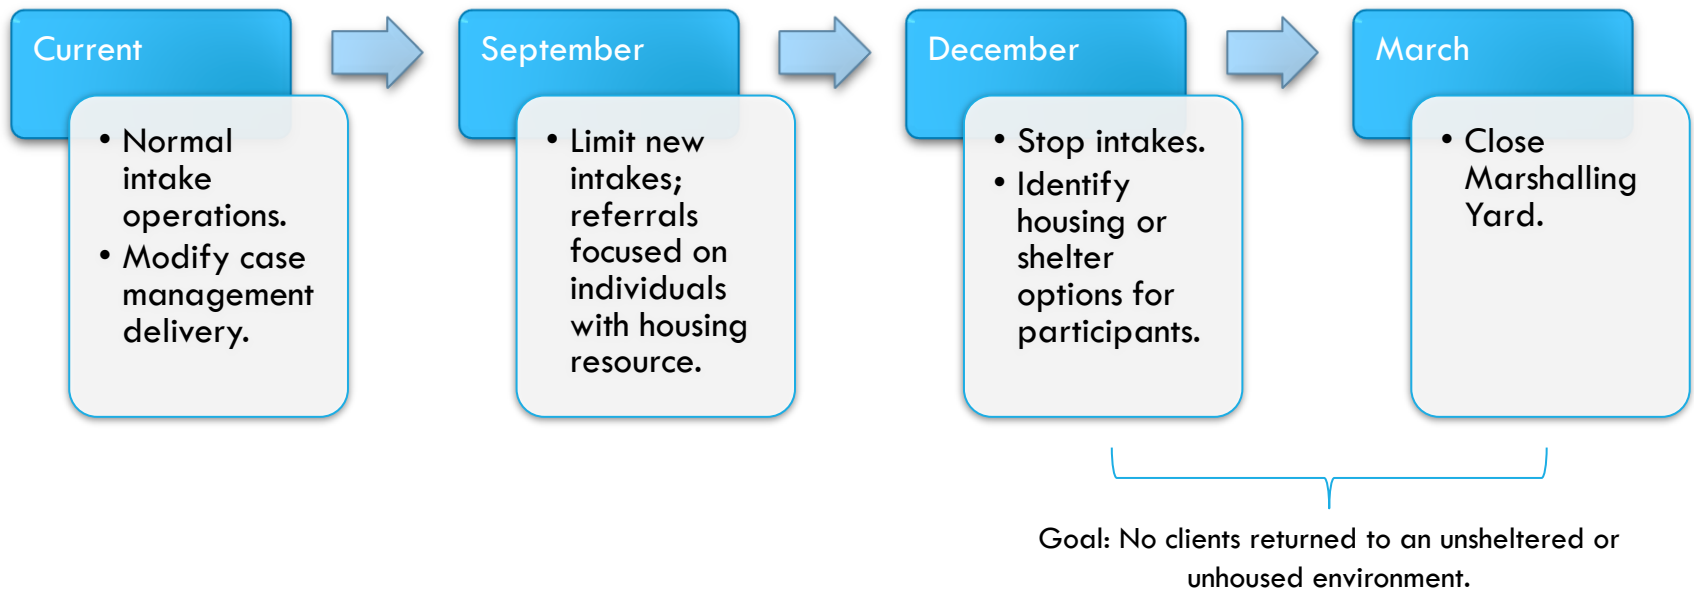 Current
• Normal
intake
operations.
• Modify case
management
delivery.
September
• Limit new
intakes;
referrals
focused on
individuals
with housing
resource.
December
• Stop intakes.
• Identify
housing or
shelter
options for
participants.
March
• Close
Marshalling
Yard.
Goal: No clients returned to an unsheltered or
unhoused environment.